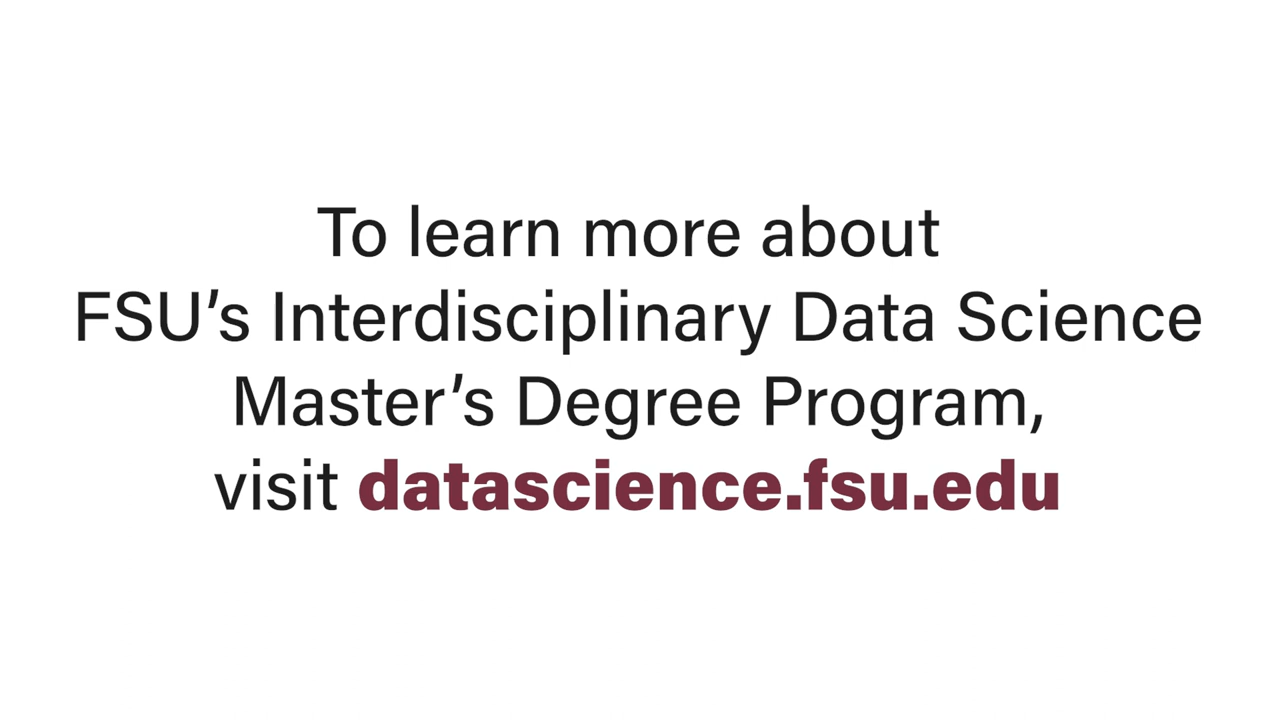 To learn more about
FSU’s Interdisciplinary Data Science
Master’s Degree Program,
visit datascience.fsu.edu